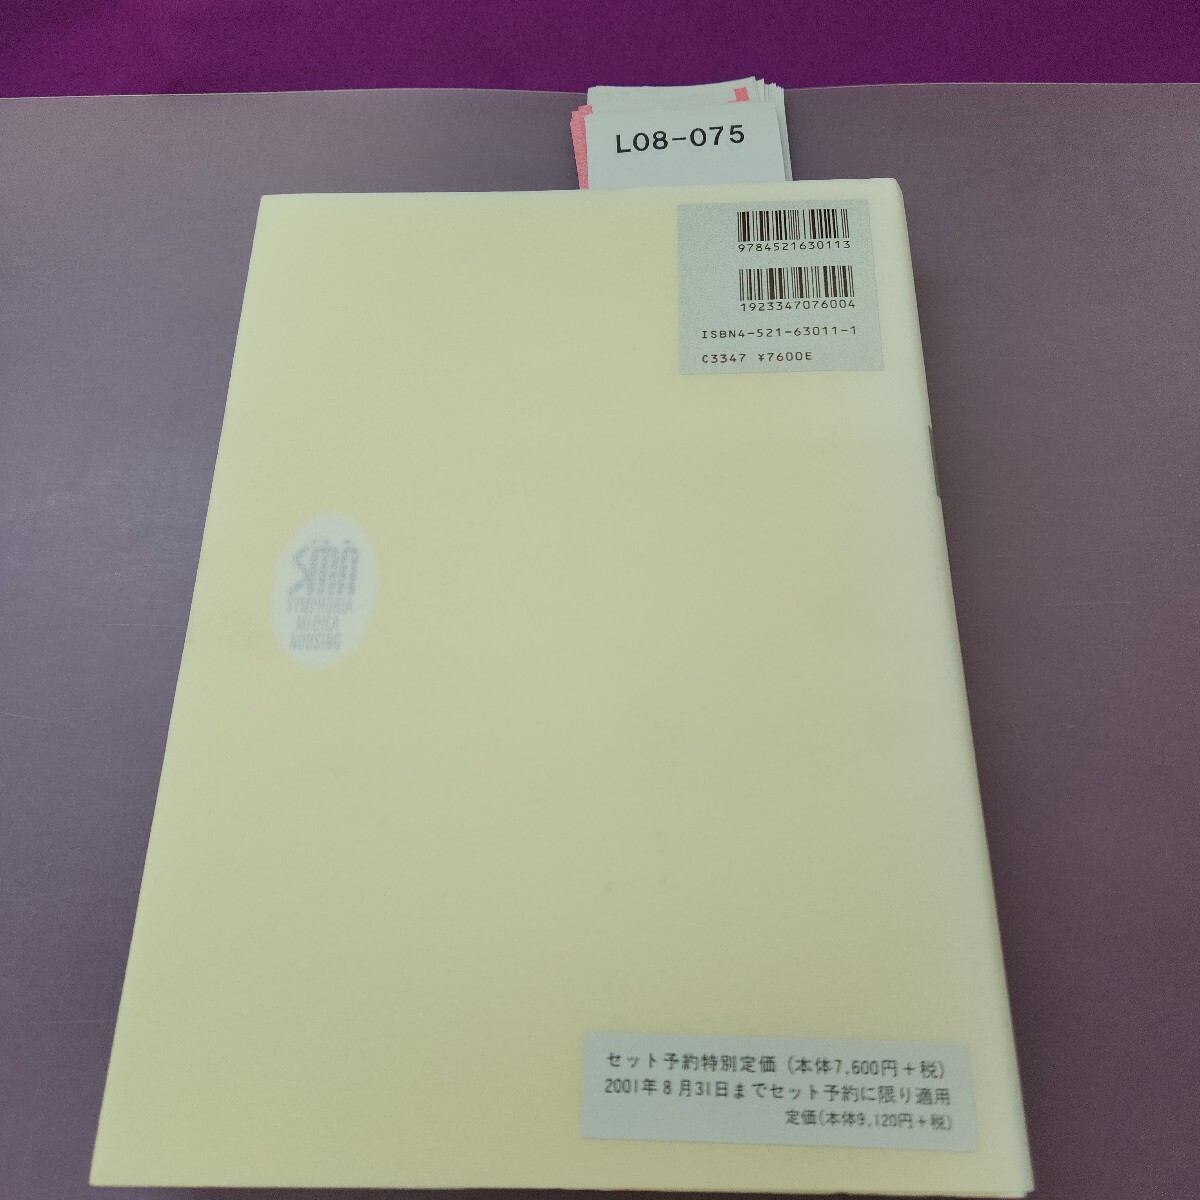 L08-075
9784521630113
1923347076004
ISBN4-521-63011-1
C3347 ¥7600E
SYMPHONIA
MEDICA
NURSING
セット予約特別定価（本体7,600円＋税）
2001年8月31日までセット予約に限り適用
定価(本体9,120円＋税)